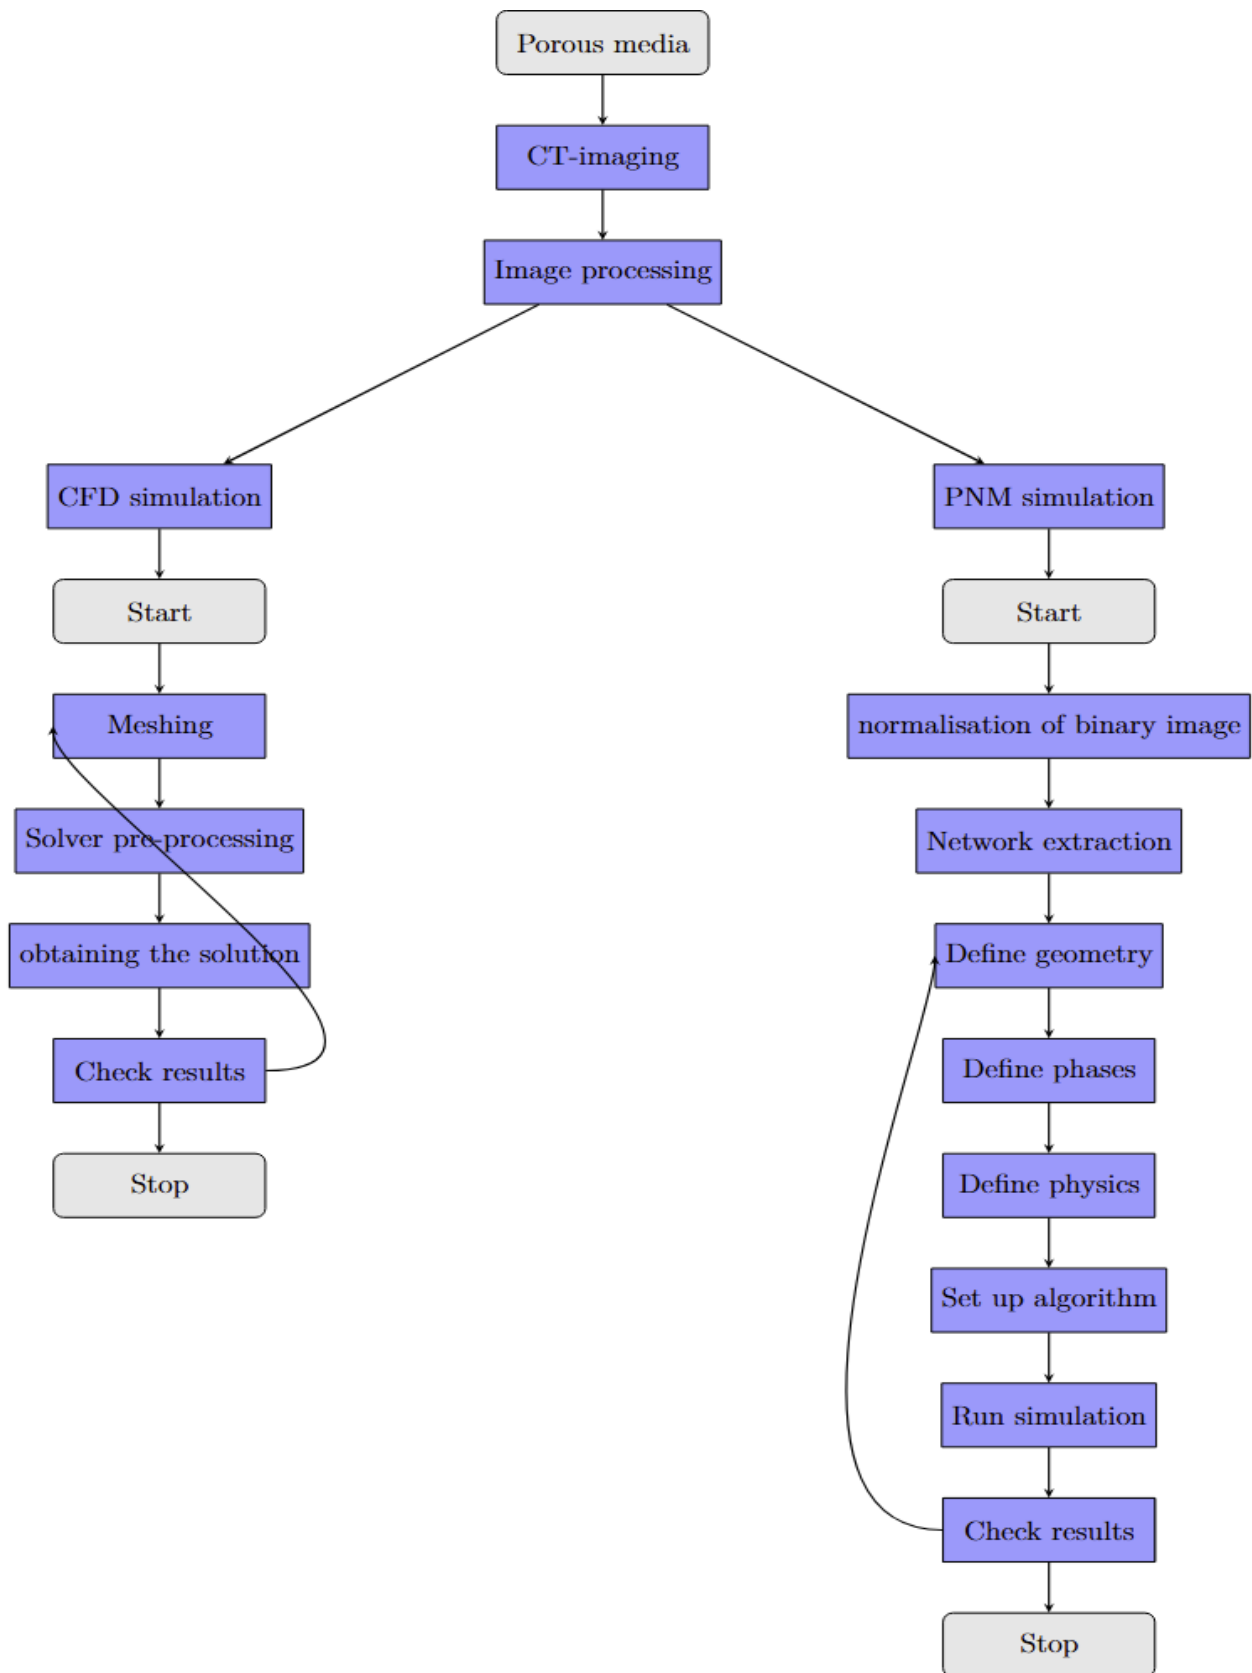 Porous media
CT-imaging
Image processing
CFD simulation
Start
Meshing
Solver pre-processing
obtaining the solution
Check results
Stop
PNM simulation
Start
normalisation of binary image
Network extraction
Define geometry
Define phases
Define physics
Set up algorithm
Run simulation
Check results
Stop